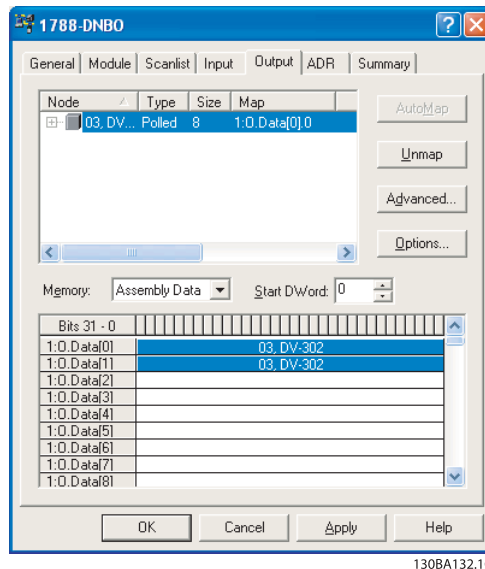 1788-DNBO
General Module Scanlist Input Output ADR Summary
Node Type Size Map
03, DV... Polled 8 1:O.Data[0].0
AutoMap
Unmap
Advanced...
Options...
Memory: Assembly Data Start DWord: 0
Bits 31 - 0
1:O.Data[0] 03, DV-302
1:O.Data[1] 03, DV-302
1:O.Data[2]
1:O.Data[3]
1:O.Data[4]
1:O.Data[5]
1:O.Data[6]
1:O.Data[7]
1:O.Data[8]
OK Cancel Apply Help